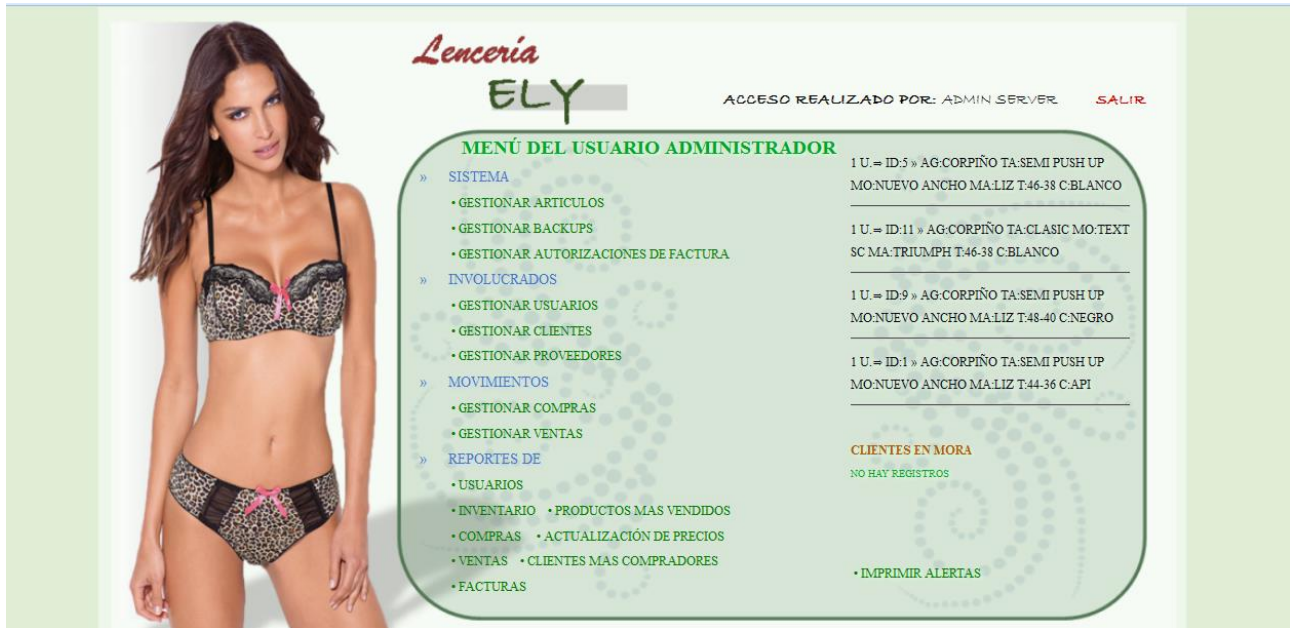 Lencería
ELY
ACCESO REALIZADO POR: ADMIN SERVER SALIR
MENÚ DEL USUARIO ADMINISTRADOR
» SISTEMA
• GESTIONAR ARTICULOS
• GESTIONAR BACKUPS
• GESTIONAR AUTORIZACIONES DE FACTURA
» INVOLUCRADOS
• GESTIONAR USUARIOS
• GESTIONAR CLIENTES
• GESTIONAR PROVEEDORES
» MOVIMIENTOS
• GESTIONAR COMPRAS
• GESTIONAR VENTAS
» REPORTES DE
• USUARIOS
• INVENTARIO • PRODUCTOS MAS VENDIDOS
• COMPRAS • ACTUALIZACIÓN DE PRECIOS
• VENTAS • CLIENTES MAS COMPRADORES
• FACTURAS
1 U.⇒ ID:5 » AG:CORPIÑO TA:SEMI PUSH UP
MO:NUEVO ANCHO MA:LIZ T:46-38 C:BLANCO
1 U.⇒ ID:11 » AG:CORPIÑO TA:CLASIC MO:TEXT
SC MA:TRIUMPH T:46-38 C:BLANCO
1 U.⇒ ID:9 » AG:CORPIÑO TA:SEMI PUSH UP
MO:NUEVO ANCHO MA:LIZ T:48-40 C:NEGRO
1 U.⇒ ID:1 » AG:CORPIÑO TA:SEMI PUSH UP
MO:NUEVO ANCHO MA:LIZ T:44-36 C:API
CLIENTES EN MORA
NO HAY REGISTROS
• IMPRIMIR ALERTAS